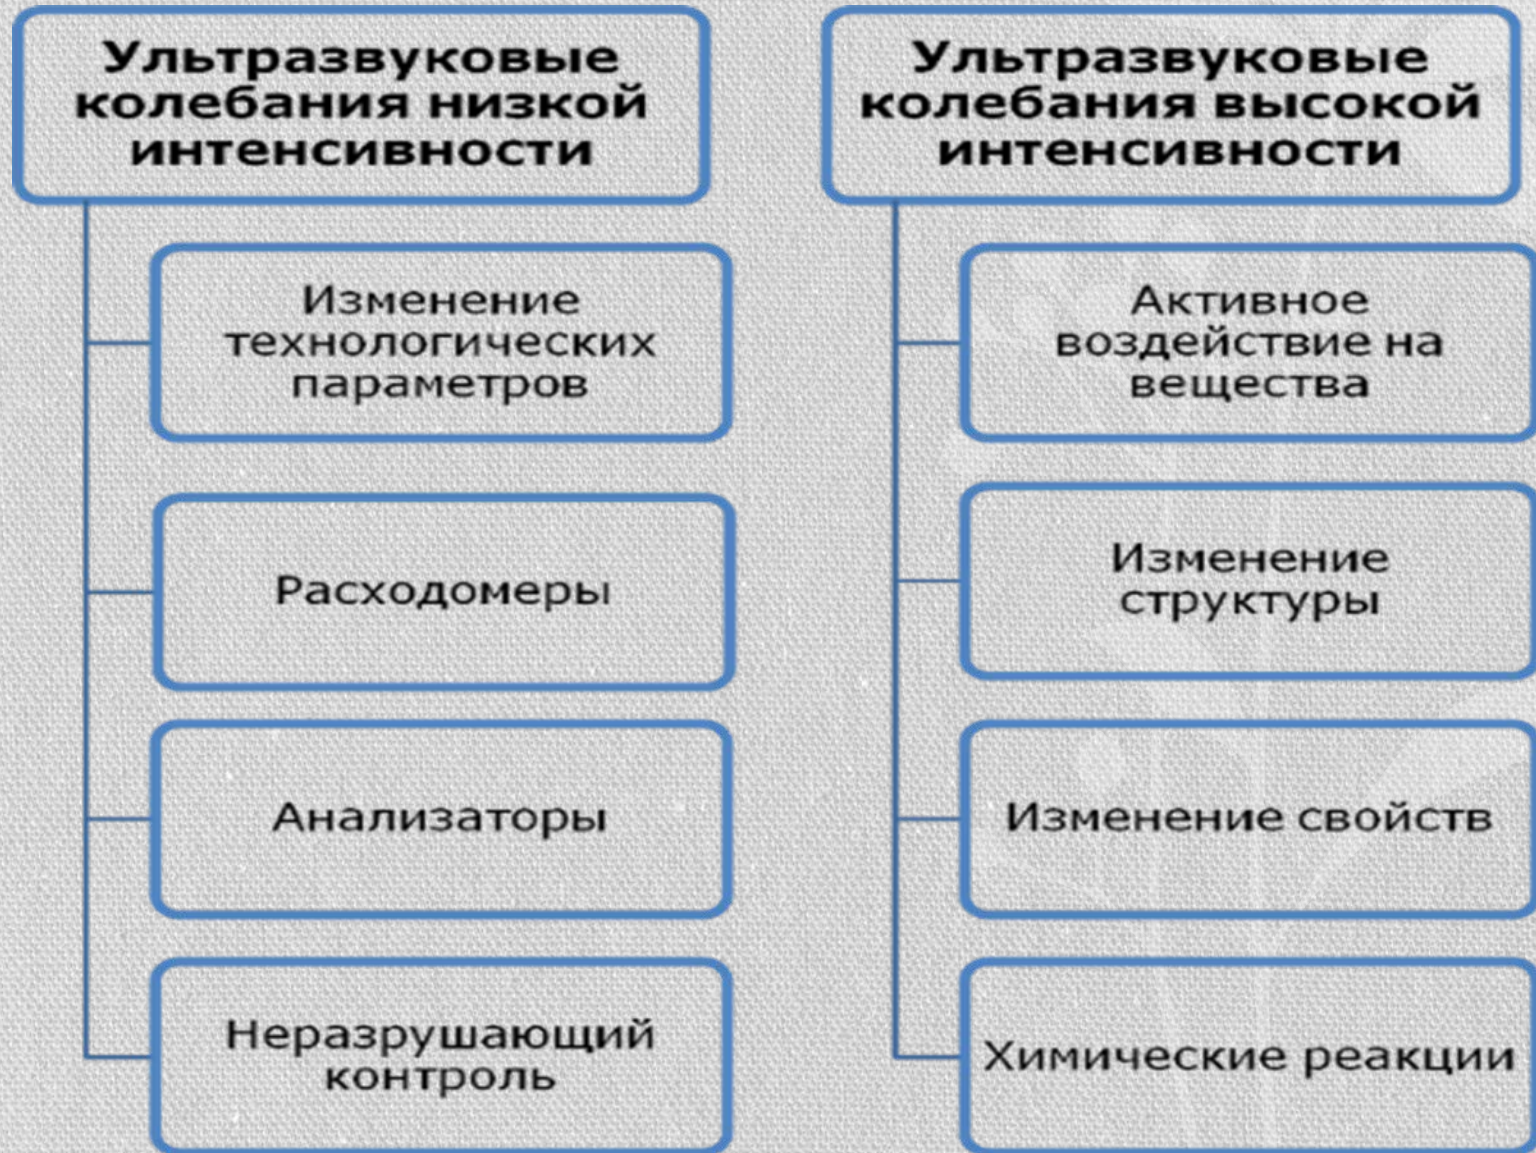 Ультразвуковые
колебания низкой
интенсивности
Изменение
технологических
параметров
Расходомеры
Анализаторы
Неразрушающий
контроль
Ультразвуковые
колебания высокой
интенсивности
Активное
воздействие на
вещества
Изменение
структуры
Изменение свойств
Химические реакции